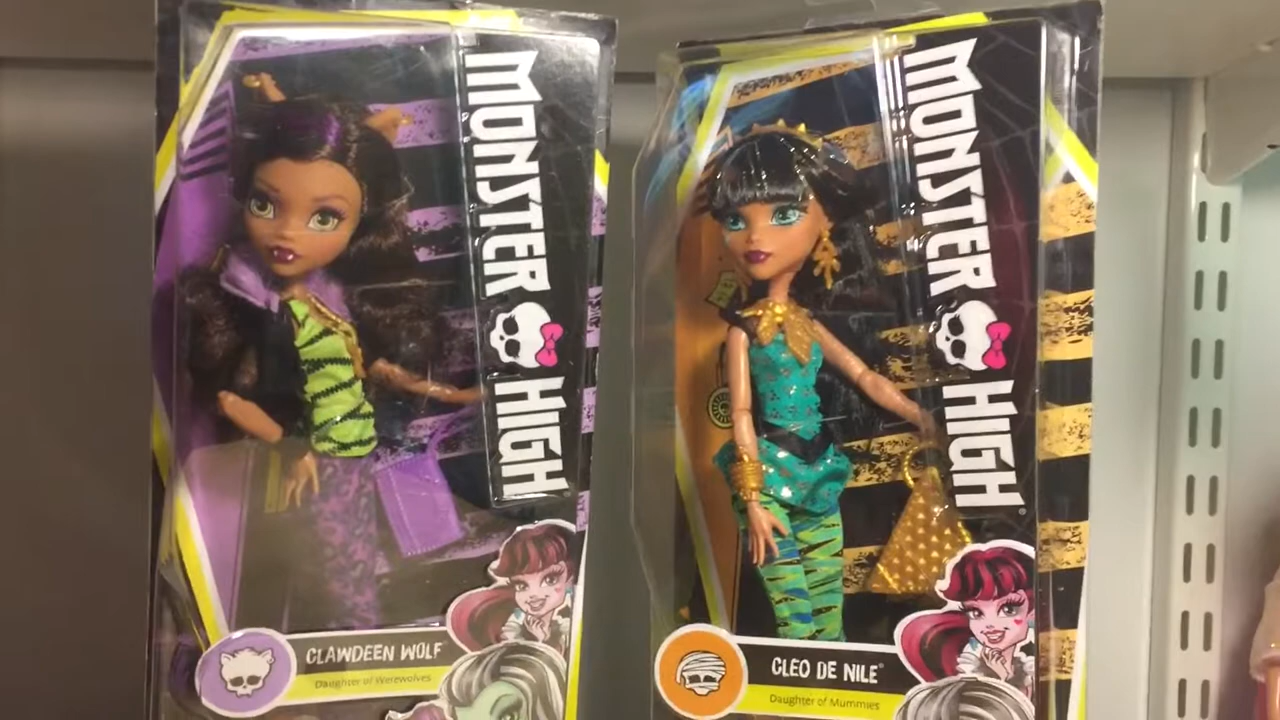 MONSTER HIGH
CLAWDEEN WOLF
Daughter of Werewolves
MONSTER HIGH®
CLEO DE NILE®
Daughter of Mummies